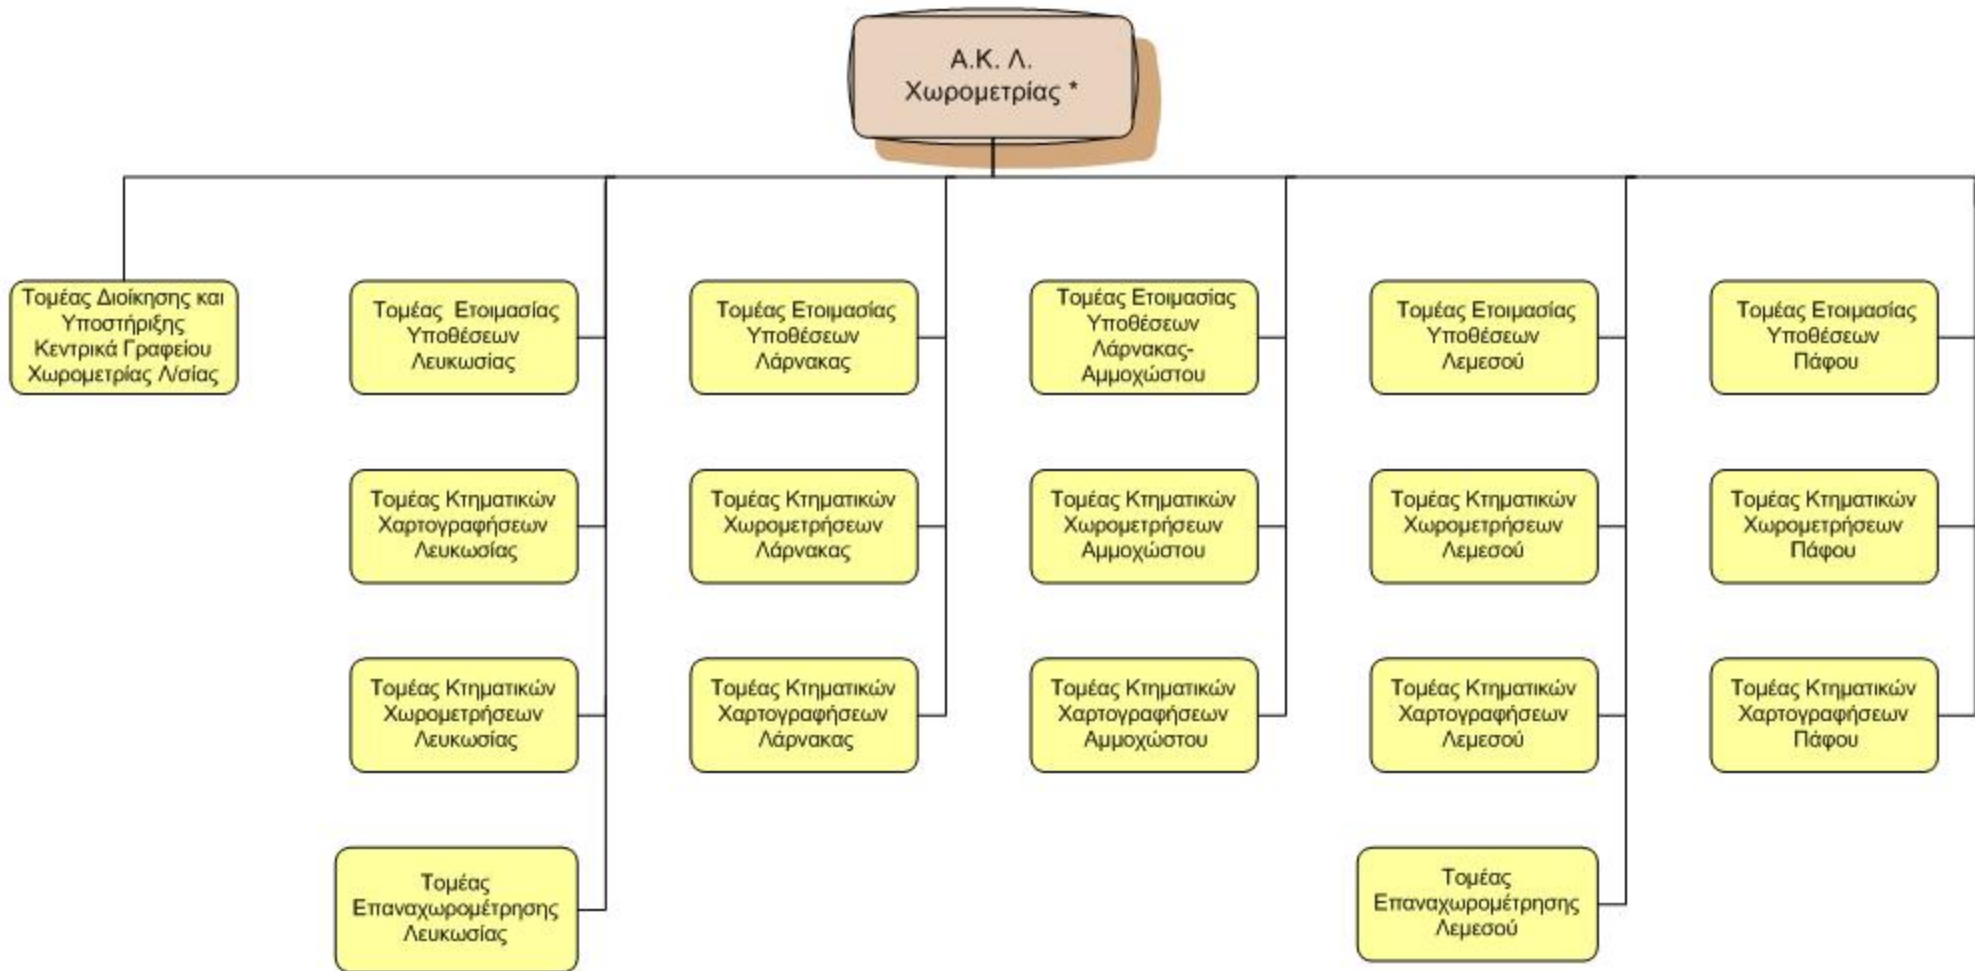 Α.Κ. Λ.
Χωρομετρίας *
Τομέας Διοίκησης και
Υποστήριξης
Κεντρικά Γραφείου
Χωρομετρίας Λ/σίας
Τομέας Ετοιμασίας
Υποθέσεων
Λευκωσίας
Τομέας Ετοιμασίας
Υποθέσεων
Λάρνακας
Τομέας Ετοιμασίας
Υποθέσεων
Λάρνακας-
Αμμοχώστου
Τομέας Ετοιμασίας
Υποθέσεων
Λεμεσού
Τομέας Ετοιμασίας
Υποθέσεων
Πάφου
Τομέας Κτηματικών
Χαρτογραφήσεων
Λευκωσίας
Τομέας Κτηματικών
Χωρομετρήσεων
Λάρνακας
Τομέας Κτηματικών
Χωρομετρήσεων
Αμμοχώστου
Τομέας Κτηματικών
Χωρομετρήσεων
Λεμεσού
Τομέας Κτηματικών
Χωρομετρήσεων
Πάφου
Τομέας Κτηματικών
Χωρομετρήσεων
Λευκωσίας
Τομέας Κτηματικών
Χαρτογραφήσεων
Λάρνακας
Τομέας Κτηματικών
Χαρτογραφήσεων
Αμμοχώστου
Τομέας Κτηματικών
Χαρτογραφήσεων
Λεμεσού
Τομέας Κτηματικών
Χαρτογραφήσεων
Πάφου
Τομέας
Επαναχωρομέτρησης
Λευκωσίας
Τομέας
Επαναχωρομέτρησης
Λεμεσού